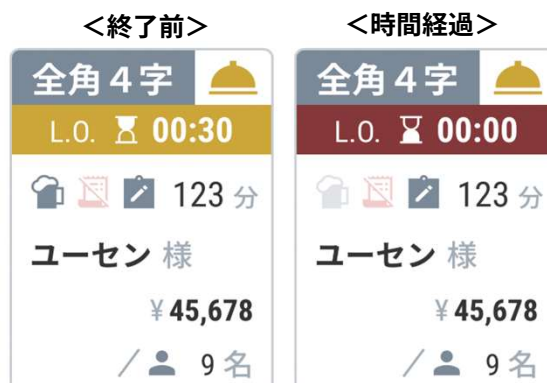 ＜終了前＞
全角４字
L.O. 00:30
123 分
ユーセン 様
¥45,678
／ 9 名
＜時間経過＞
全角４字
L.O. 00:00
123 分
ユーセン 様
¥45,678
／ 9 名